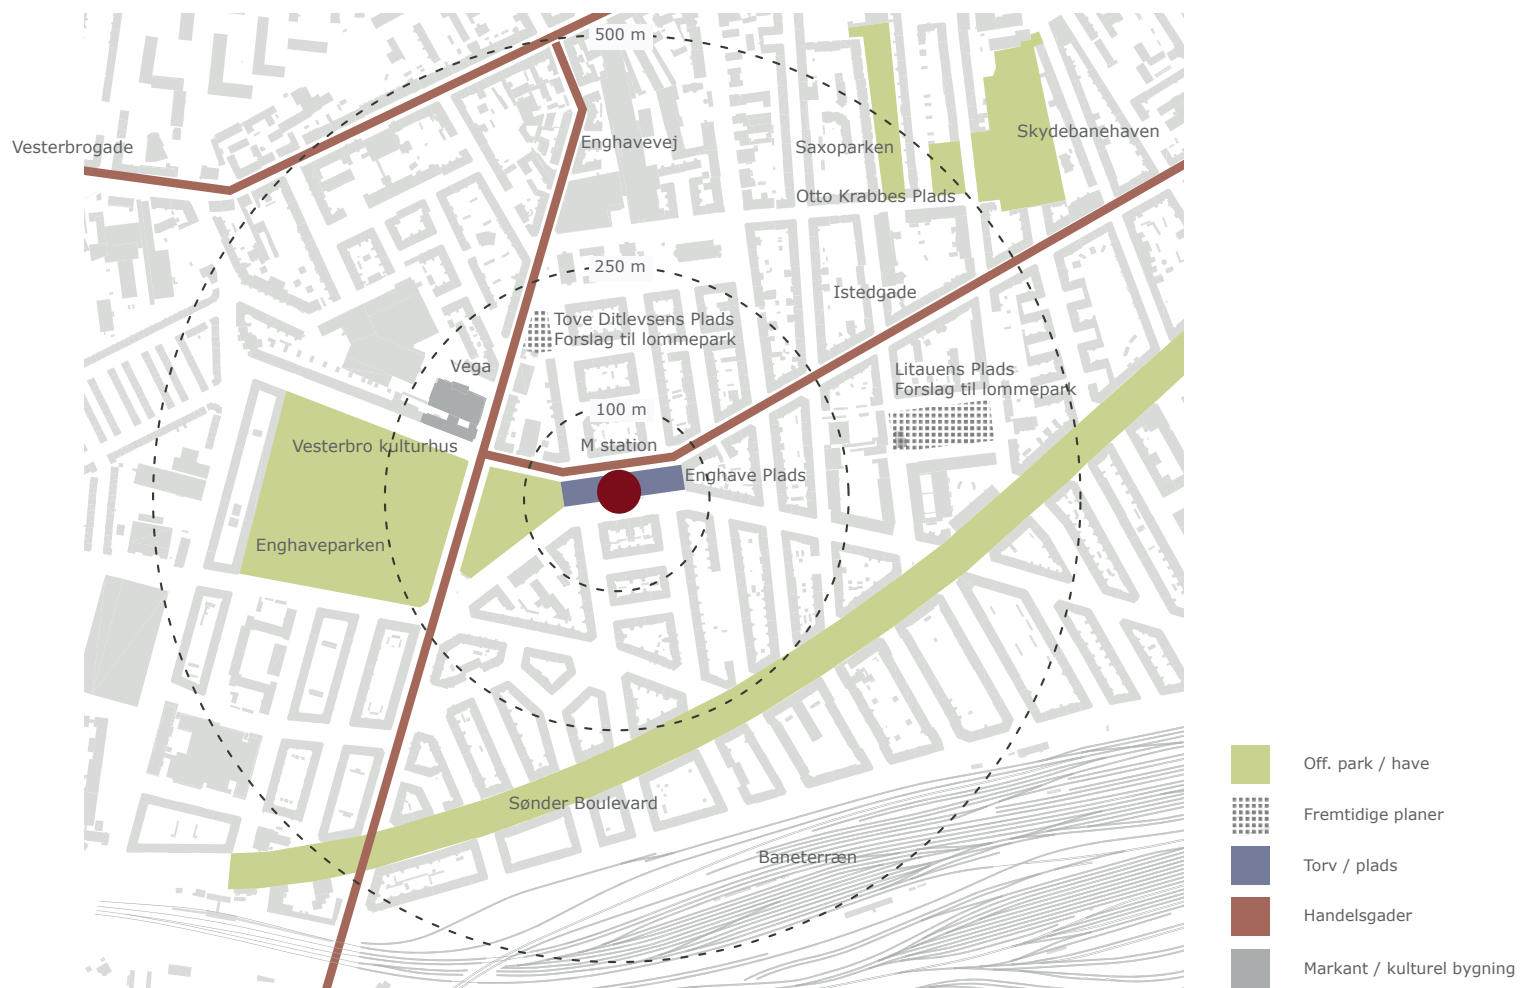 500 m
Vesterbrogade
Enghavevej
Saxoparken
Skydebanehaven
Otto Krabbes Plads
250 m
Istedgade
Tove Ditlevsens Plads
Forslag til lommepark
Vega
Litauens Plads
Forslag til lommepark
100 m
Vesterbro kulturhus
M station
Enghave Plads
Enghaveparken
Sønder Boulevard
Baneterræn
Off. park / have
Fremtidige planer
Torv / plads
Handelsgader
Markant / kulturel bygning